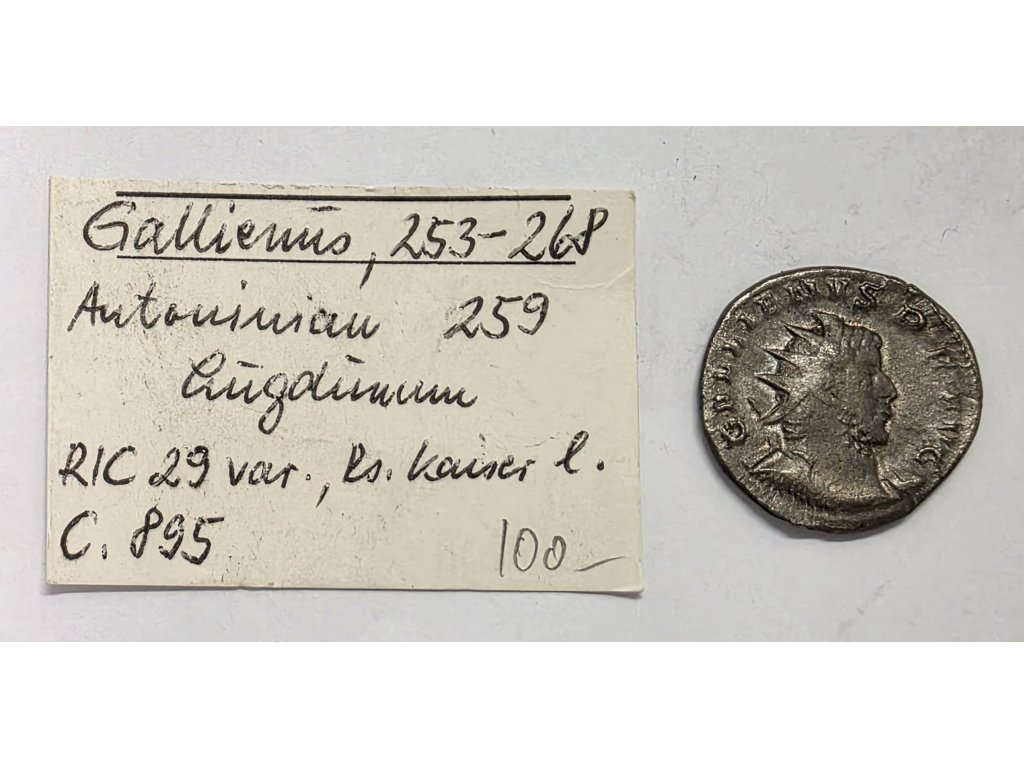 Gallienus, 253-268
Antoninian 259
Lugdunum
RIC 29 var., Rs. Kaiser l.
C. 895
100-
GALLIENVS P F AVG